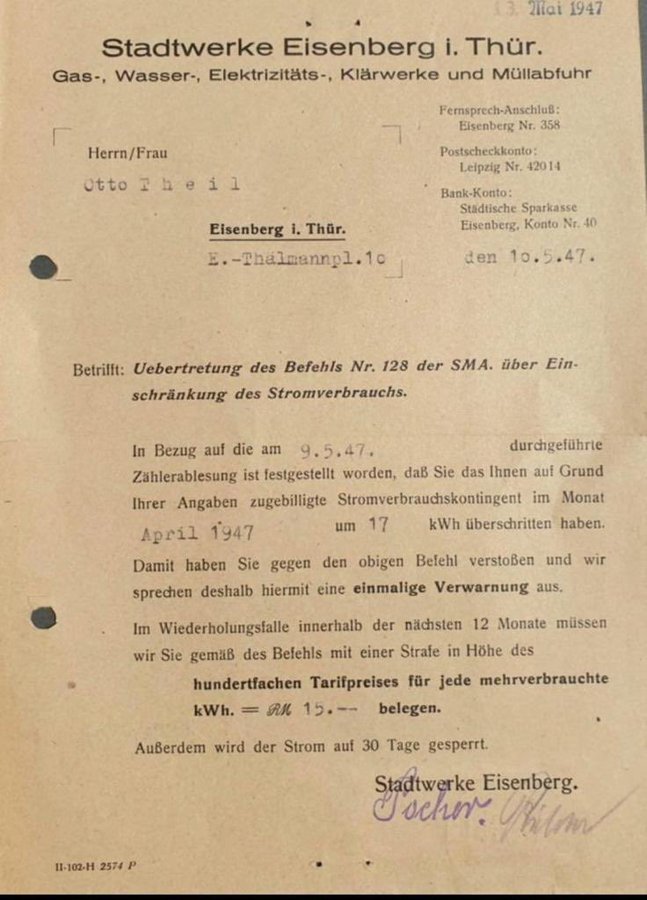 13. Mai 1947
Stadtwerke Eisenberg i. Thür.
Gas-, Wasser-, Elektrizitäts-, Klärwerke und Müllabfuhr
Fernsprech-Anschluß:
Eisenberg Nr. 358
Postscheckkonto:
Leipzig Nr. 42014
Bank-Konto:
Städtische Sparkasse
Eisenberg, Konto Nr. 40
Herrn/Frau
Otto T h e i l
Eisenberg i. Thür.
E.-Thälmannpl.1o
den 1o.5.47.
Betrifft: Uebertretung des Befehls Nr. 128 der SMA. über Ein-
schränkung des Stromverbrauchs.
In Bezug auf die am 9.5.47. durchgeführte
Zählerablesung ist festgestellt worden, daß Sie das Ihnen auf Grund
Ihrer Angaben zugebilligte Stromverbrauchskontingent im Monat
April 1947 um 17 kWh überschritten haben.
Damit haben Sie gegen den obigen Befehl verstoßen und wir
sprechen deshalb hiermit eine einmalige Verwarnung aus.
Im Wiederholungsfalle innerhalb der nächsten 12 Monate müssen
wir Sie gemäß des Befehls mit einer Strafe in Höhe des
hundertfachen Tarifpreises für jede mehrverbrauchte
kWh. = RM 15.-- belegen.
Außerdem wird der Strom auf 30 Tage gesperrt.
Stadtwerke Eisenberg.
II-102-H 2574 P